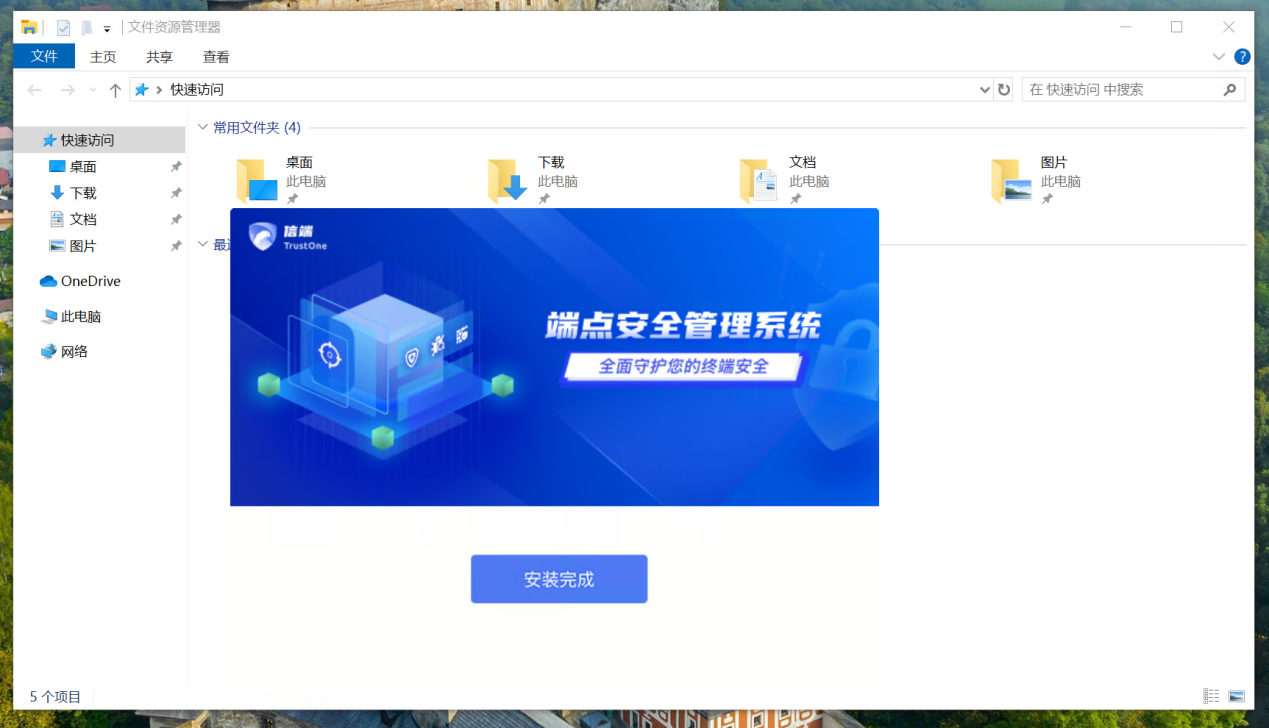 文件资源管理器
文件 主页 共享 查看
快速访问
在 快速访问 中搜索
快速访问
桌面
下载
文档
图片
OneDrive
此电脑
网络
常用文件夹 (4)
桌面
此电脑
下载
此电脑
文档
此电脑
图片
此电脑
最近
信端
TrustOne
端点安全管理系统
全面守护您的终端安全
安装完成
5 个项目